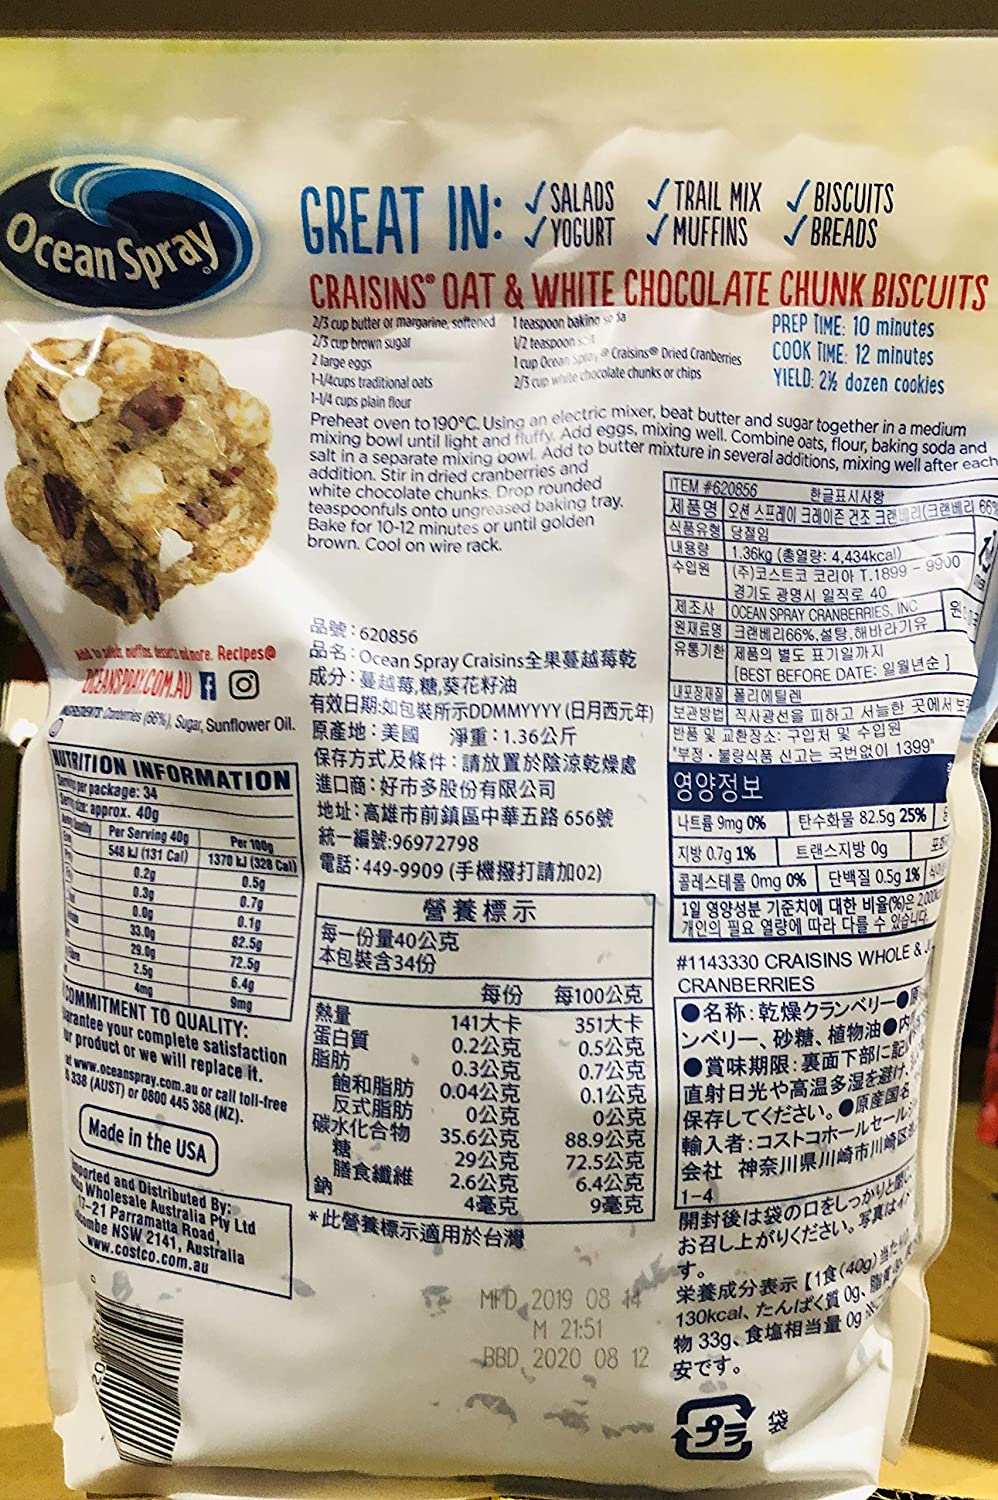 Ocean Spray
GREAT IN:
✓SALADS ✓TRAIL MIX ✓BISCUITS
✓YOGURT ✓MUFFINS ✓BREADS
CRAISINS® OAT & WHITE CHOCOLATE CHUNK BISCUITS
2/3 cup butter or margarine, softened
2/3 cup brown sugar
2 large eggs
1-1/4cups traditional oats
1-1/4 cups plain flour
1 teaspoon baking
1/2 teaspoon
1 cup Ocean Spray® Craisins® Dried Cranberries
2/3 cup white chocolate chunks or chips
PREP TIME: 10 minutes
COOK TIME: 12 minutes
YIELD: 2½ dozen cookies
Preheat oven to190°C. Using an electric mixer, beat butter and sugar together in a medium
mixing bowl until light and fluffy. Add eggs, mixing well. Combine oats, flour, baking soda and
salt in a separate mixing bowl. Add to butter mixture in several additions, mixing well after each
addition. Stir in dried cranberries and
white chocolate chunks. Drop rounded
teaspoonfuls onto ungreased baking tray.
Bake for 10-12 minutes or until golden
brown. Cool on wire rack.
Recipes@
OCEANSPRAY.COM.AU
INGREDIENTS: Cranberries (66%), Sugar, Sunflower Oil.
NUTRITION INFORMATION
per package: 34
size: approx. 40g
Per Serving 40g Per 100g
548 kJ (131 Cal) 1370 kJ (328 Cal)
0.2g 0.5g
0.3g 0.7g
0.0g 0.1g
33.0g 82.5g
29.0g 72.5g
2.5g 6.4g
4mg 9mg
COMMITMENT TO QUALITY:
your complete satisfaction
product or we will replace it.
at www.oceanspray.com.au or call toll-free
338 (AUST) or 0800 445 368 (NZ).
Made in the USA
and Distributed By:
Wholesale Australia Pty Ltd
17-21 Parramatta Road,
NSW 2141, Australia
www.costco.com.au
品號:620856
品名:Ocean Spray Craisins全果蔓越莓乾
成分:蔓越莓,糖,葵花籽油
有效日期:如包裝所示DDMMYYYY (日月西元年)
原產地:美國 淨重:1.36公斤
保存方式及條件:請放置於陰涼乾燥處
進口商:好市多股份有限公司
地址:高雄市前鎮區中華五路 656號
統一編號:96972798
電話:449-9909 (手機撥打請加02)
營養標示
每一份量40公克
本包裝含34份
每份 每100公克
熱量 141大卡 351大卡
蛋白質 0.2公克 0.5公克
脂肪 0.3公克 0.7公克
飽和脂肪 0.04公克 0.1公克
反式脂肪 0公克 0公克
碳水化合物 35.6公克 88.9公克
糖 29公克 72.5公克
膳食纖維 2.6公克 6.4公克
鈉 4毫克 9毫克
*此營養標示適用於台灣
MFD 2019 08 14
M 21:51
BBD 2020 08 12
ITEM #620856 한글표시사항
제품명 오션 스프레이 크레이즌 건조 크랜베리(크랜베리 66%
식품유형 당절임
내용량 1.36kg (총열량: 4,434kcal)
수입원 (주)코스트코 코리아 T.1899 - 9900
경기도 광명시 일직로 40
제조사 OCEAN SPRAY CRANBERRIES, INC
원재료명 크랜베리66%,설탕,해바라기유
유통기한 제품의 별도 표기일까지
[BEST BEFORE DATE: 일월년순]
내포장재질 폴리에틸렌
보관방법 직사광선을 피하고 서늘한 곳에서
반품 및 교환장소: 구입처 및 수입원
"부정·불량식품 신고는 국번없이 1399"
영양정보
나트륨 9mg 0% 탄수화물 82.5g 25%
지방 0.7g 1% 트랜스지방 0g
콜레스테롤 0mg 0% 단백질 0.5g 1%
1일 영양성분 기준치에 대한 비율(%)은 2,000
개인의 필요 열량에 따라 다를 수 있습니다.
#1143330 CRAISINS WHOLE &
CRANBERRIES
●名称:乾燥クランベリー●
ンベリー、砂糖、植物油●内
●賞味期限:裏面下部に記
直射日光や高温多湿を避け、
保存してください。●原産国名
輸入者:コストコホールセール
会社 神奈川県川崎市川崎区
1-4
開封後は袋の口をしっかりと閉
お召し上がりください。写真は
す。
栄養成分表示【1食(40g)当
130kcal、たんぱく質 0g、脂質
物 33g、食塩相当量 0g
安です。
プラ 袋